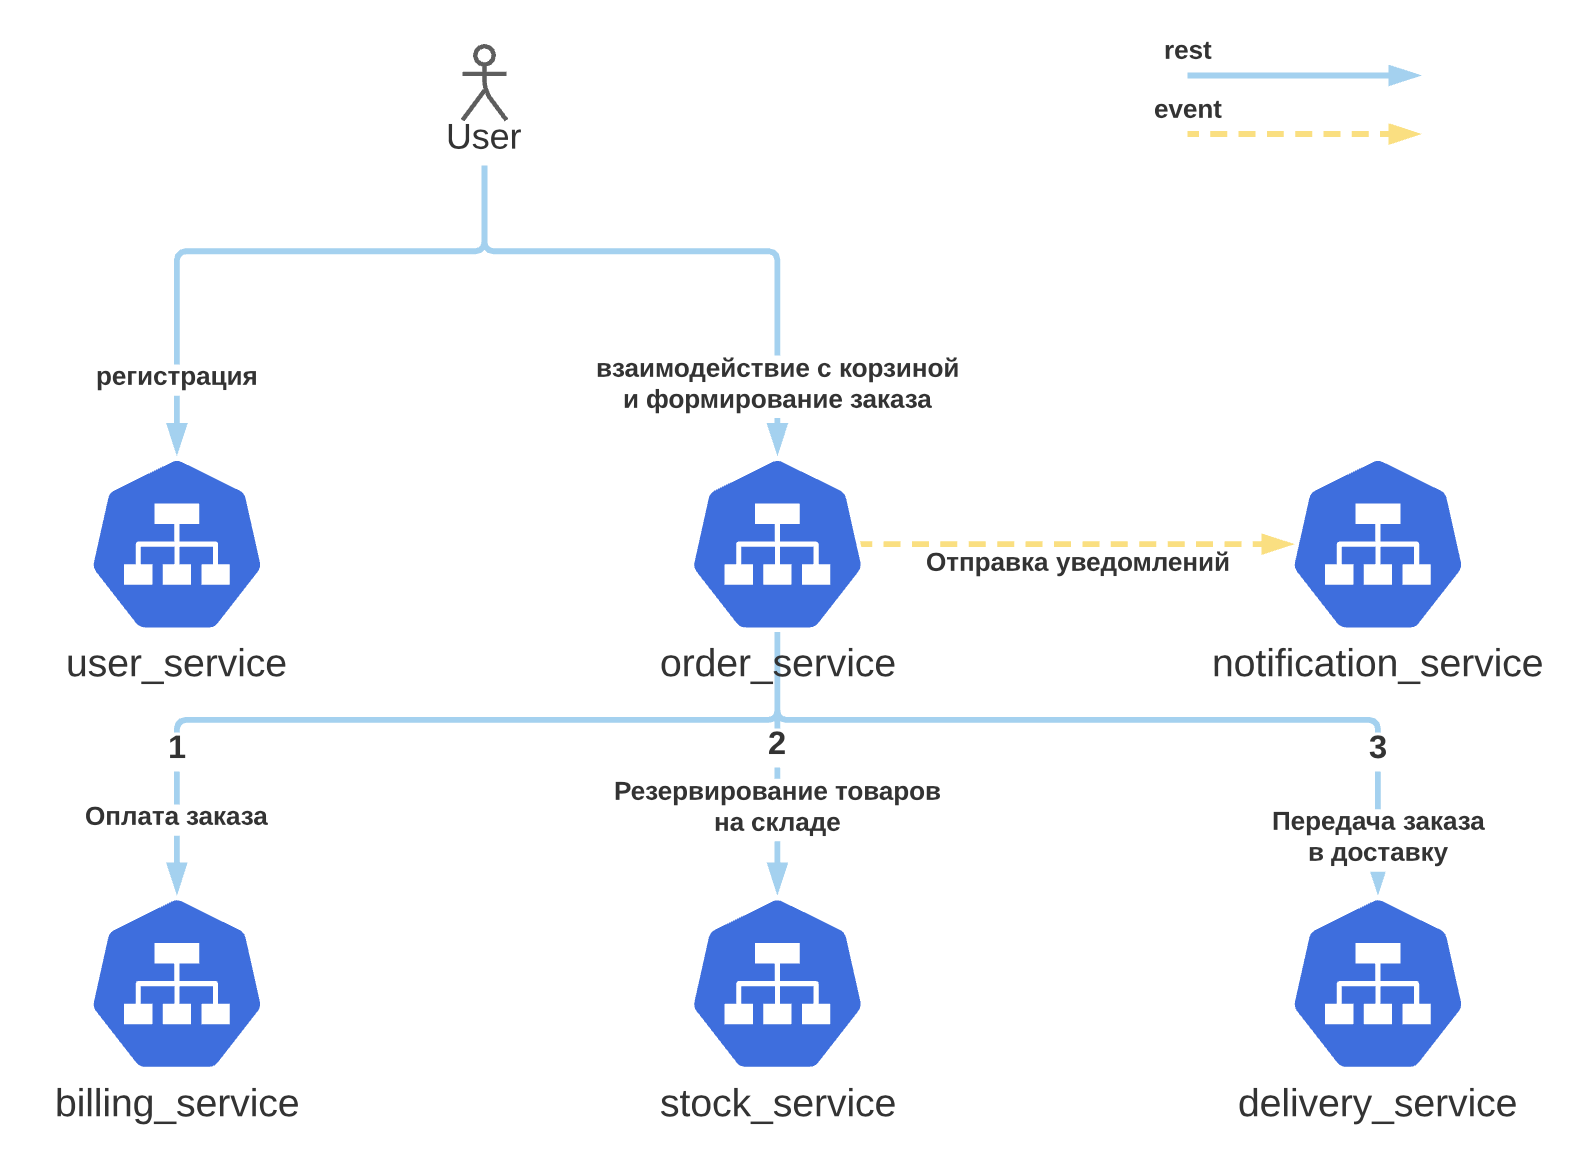 rest
event
User
регистрация
взаимодействие с корзиной
и формирование заказа
Отправка уведомлений
user_service
order_service
notification_service
1
2
3
Оплата заказа
Резервирование товаров
на складе
Передача заказа
в доставку
billing_service
stock_service
delivery_service